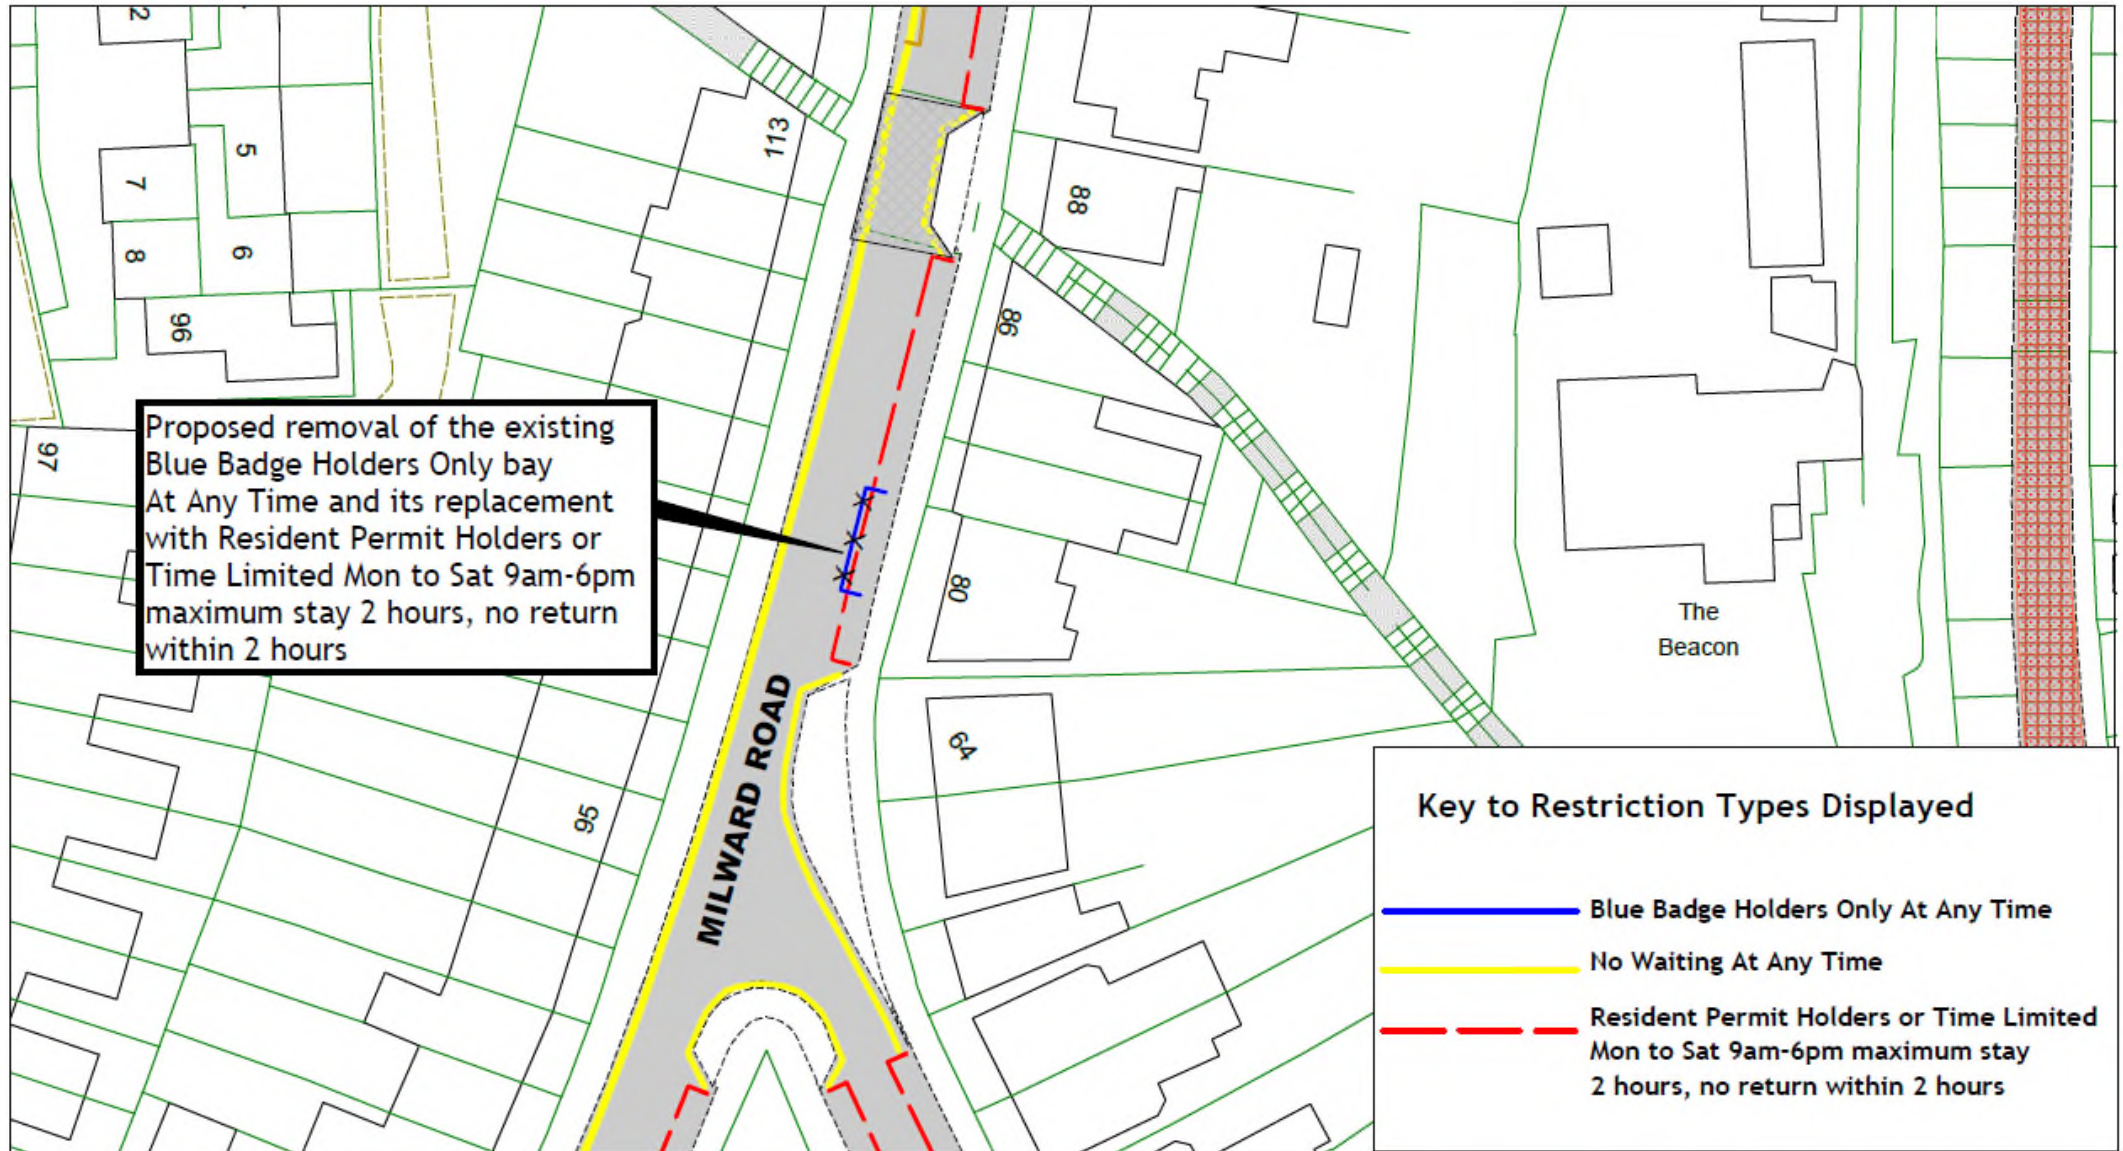 2
113
5
7
88
8
6
96
86
97
Proposed removal of the existing
Blue Badge Holders Only bay
At Any Time and its replacement
with Resident Permit Holders or
Time Limited Mon to Sat 9am-6pm
maximum stay 2 hours, no return
within 2 hours
80
The
Beacon
MILWARD ROAD
64
95
Key to Restriction Types Displayed
Blue Badge Holders Only At Any Time
No Waiting At Any Time
Resident Permit Holders or Time Limited
Mon to Sat 9am-6pm maximum stay
2 hours, no return within 2 hours